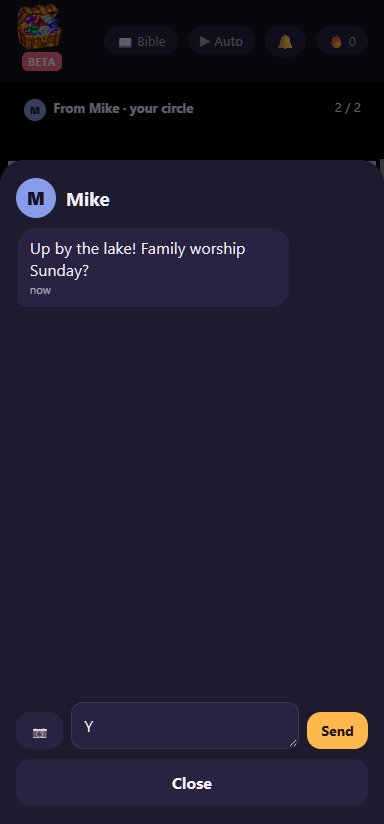 BETA
Bible
Auto
0
M
From Mike · your circle
2 / 2
M
Mike
Up by the lake! Family worship
Sunday?
now
Y
Send
Close